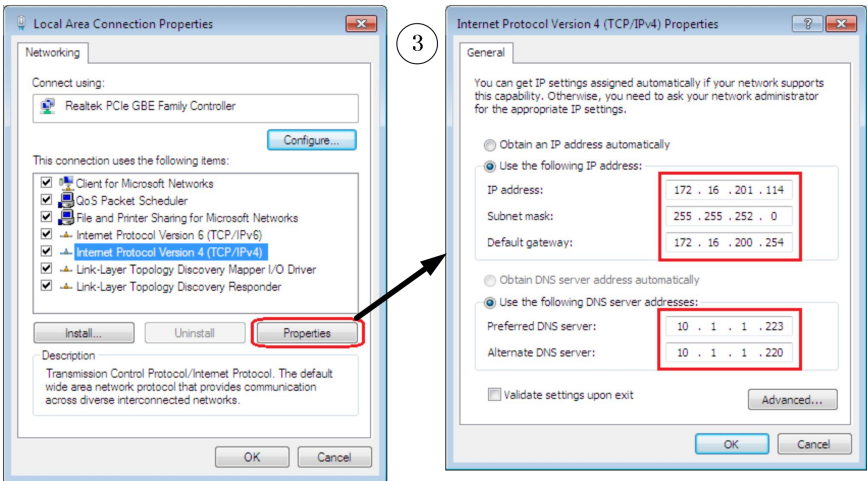 Local Area Connection Properties
Networking
Connect using:
Realtek PCIe GBE Family Controller
Configure...
This connection uses the following items:
Client for Microsoft Networks
QoS Packet Scheduler
File and Printer Sharing for Microsoft Networks
Internet Protocol Version 6 (TCP/IPv6)
Internet Protocol Version 4 (TCP/IPv4)
Link-Layer Topology Discovery Mapper I/O Driver
Link-Layer Topology Discovery Responder
Install...
Uninstall
Properties
Description
Transmission Control Protocol/Internet Protocol. The default
wide area network protocol that provides communication
across diverse interconnected networks.
OK
Cancel
3
Internet Protocol Version 4 (TCP/IPv4) Properties
?
General
You can get IP settings assigned automatically if your network supports
this capability. Otherwise, you need to ask your network administrator
for the appropriate IP settings.
Obtain an IP address automatically
Use the following IP address:
IP address: 172 . 16 . 201 . 114
Subnet mask: 255 . 255 . 252 . 0
Default gateway: 172 . 16 . 200 . 254
Obtain DNS server address automatically
Use the following DNS server addresses:
Preferred DNS server: 10 . 1 . 1 . 223
Alternate DNS server: 10 . 1 . 1 . 220
Validate settings upon exit
Advanced...
OK
Cancel